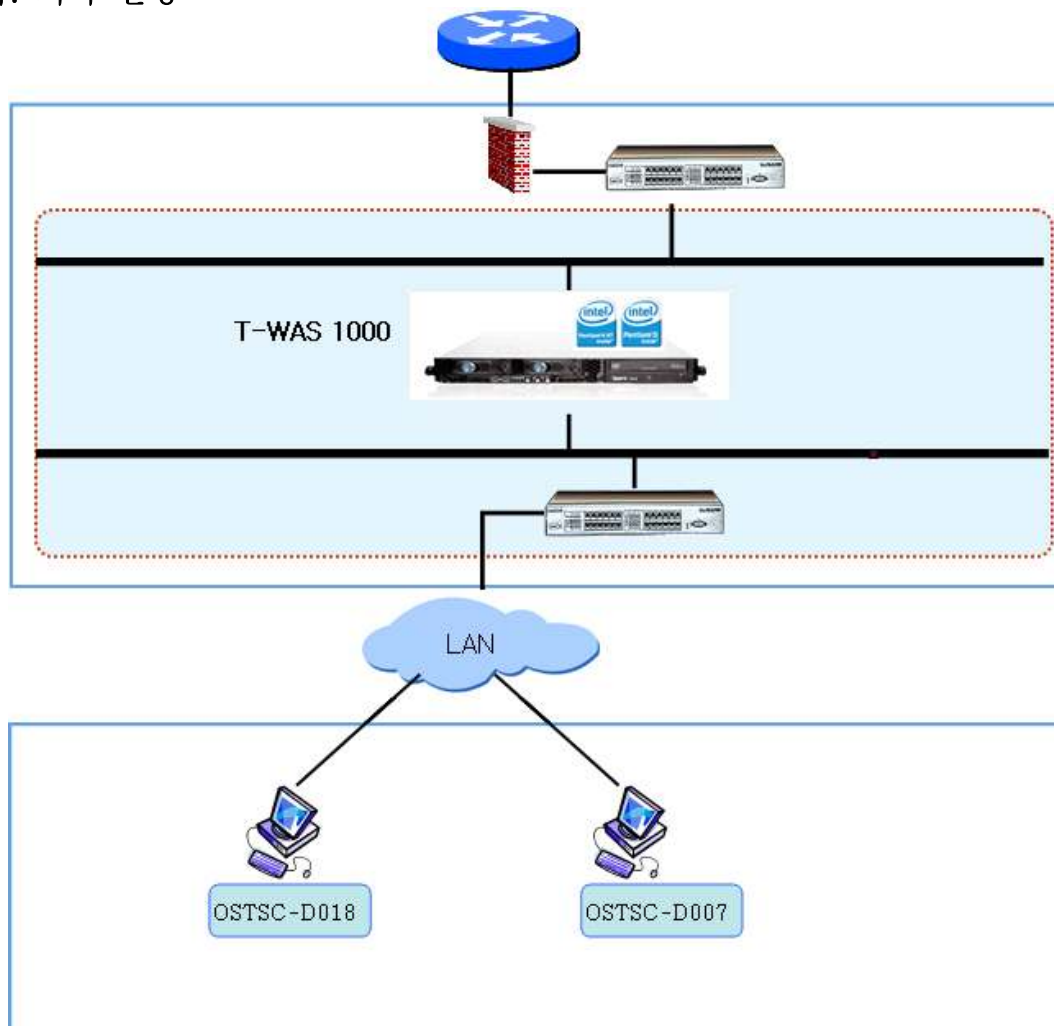 T-WAS 1000
intel
intel
LAN
OSTSC-D018
OSTSC-D007